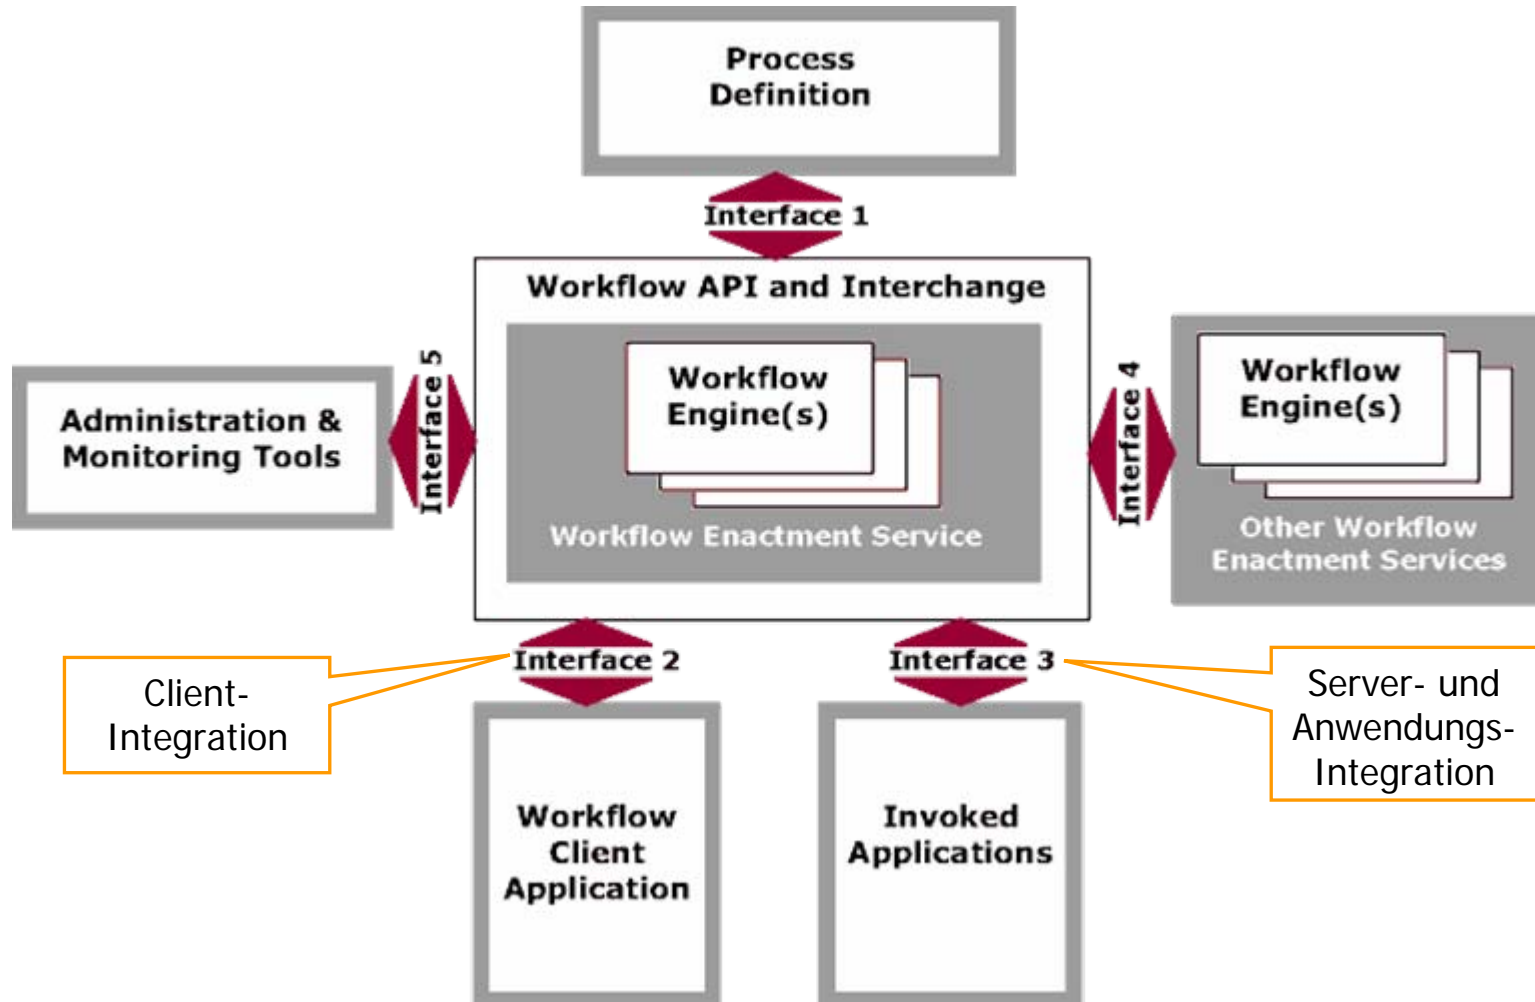 Process
Definition
Interface 1
Workflow API and Interchange
Workflow
Engine(s)
Workflow Enactment Service
Interface 5
Administration &
Monitoring Tools
Interface 4
Workflow
Engine(s)
Other Workflow
Enactment Services
Interface 2
Interface 3
Client-
Integration
Server- und
Anwendungs-
Integration
Workflow
Client
Application
Invoked
Applications